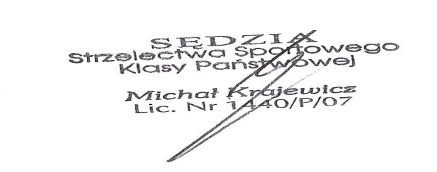 SĘDZIA
Strzelectwa Sportowego
Klasy Państwowej
Michał Krajewicz
Lic. Nr 1440/P/07